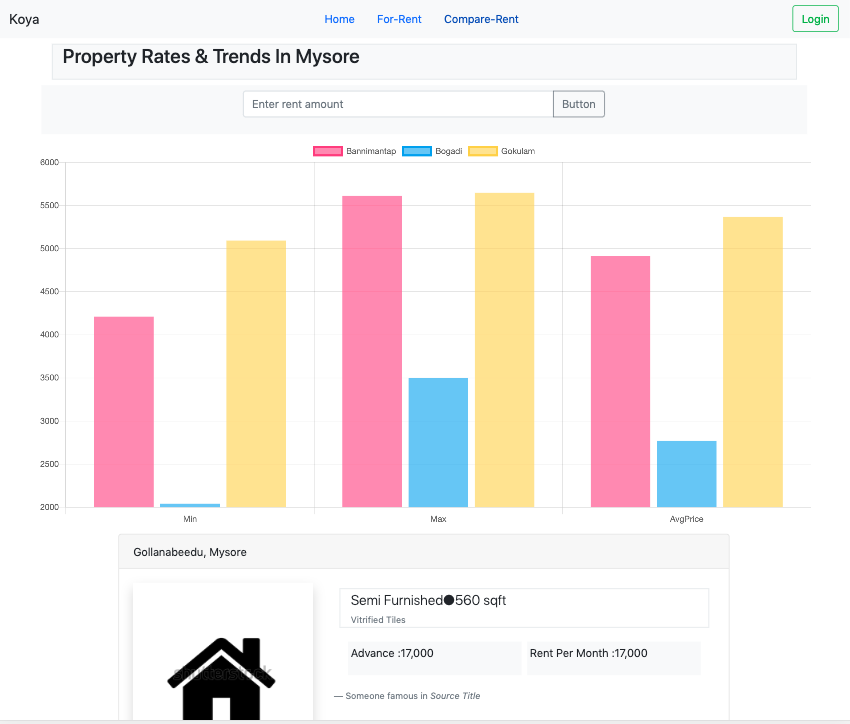 Koya Home For-Rent Compare-Rent Login
Property Rates & Trends In Mysore
Enter rent amount Button
Bannimantap Bogadi Gokulam
6000
5500
5000
4500
4000
3500
3000
2500
2000
Min Max AvgPrice
Gollanabeedu, Mysore
Semi Furnished●560 sqft
Vitrified Tiles
Advance :17,000 Rent Per Month :17,000
shutterstock
— Someone famous in Source Title